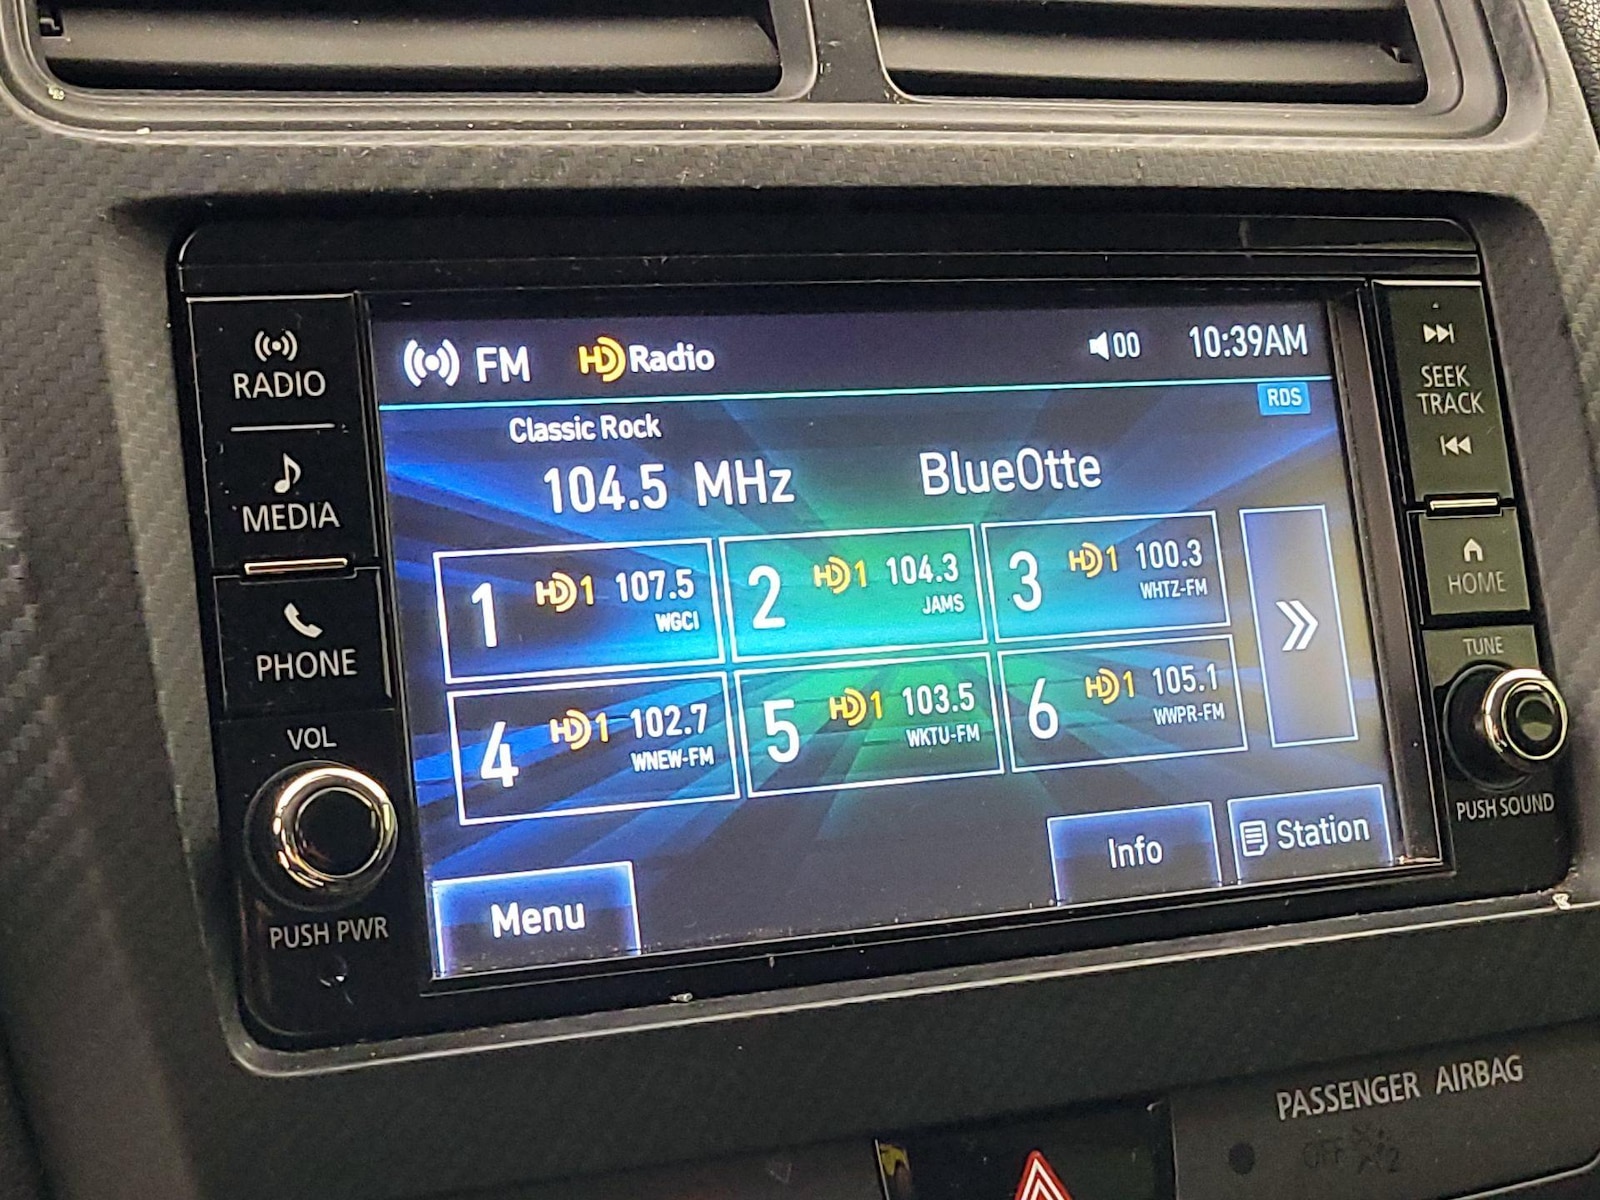 RADIO
MEDIA
PHONE
VOL
PUSH PWR
FM HD Radio 00 10:39AM
RDS
Classic Rock
104.5 MHz BlueOtte
1 HD1 107.5
WGCI
2 HD1 104.3
JAMS
3 HD1 100.3
WHTZ-FM
4 HD1 102.7
WNEW-FM
5 HD1 103.5
WKTU-FM
6 HD1 105.1
WWPR-FM
Menu
Info
Station
SEEK
TRACK
HOME
TUNE
PUSH SOUND
PASSENGER AIRBAG
OFF 2